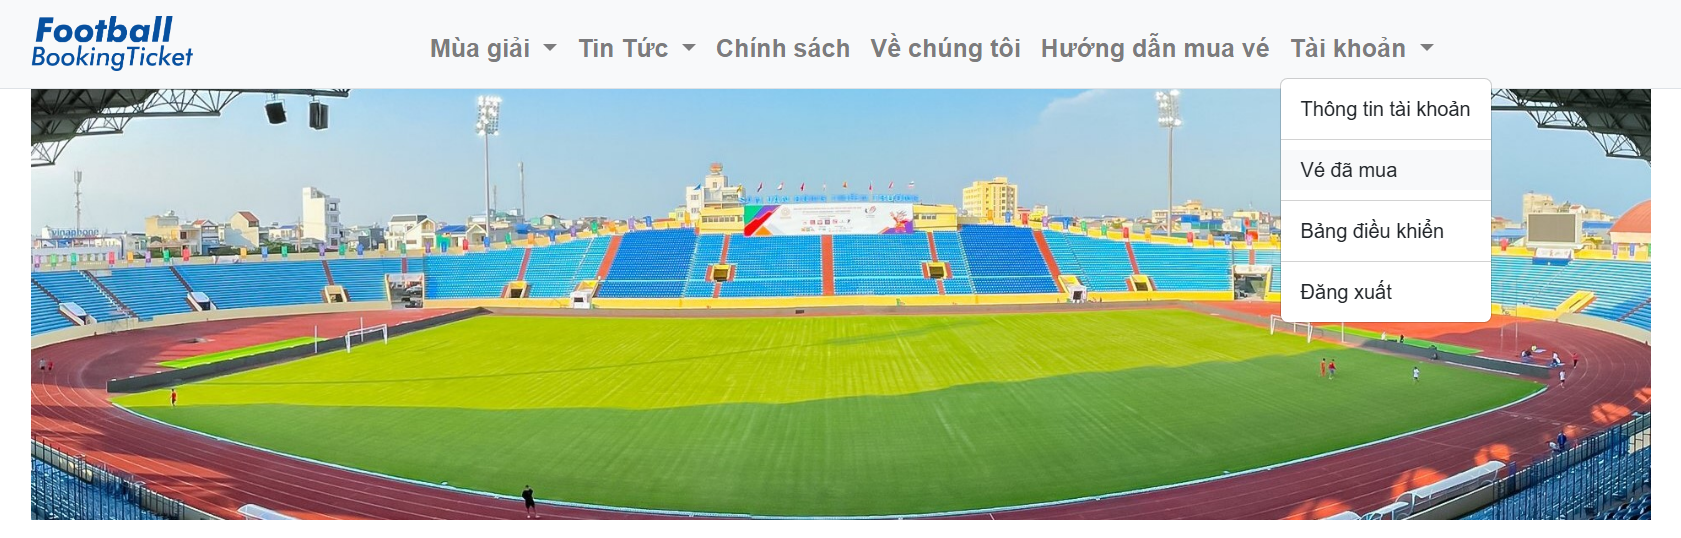 Football
BookingTicket
Mùa giải
Tin Tức
Chính sách
Về chúng tôi
Hướng dẫn mua vé
Tài khoản
Thông tin tài khoản
Vé đã mua
Bảng điều khiển
Đăng xuất
vinaphone